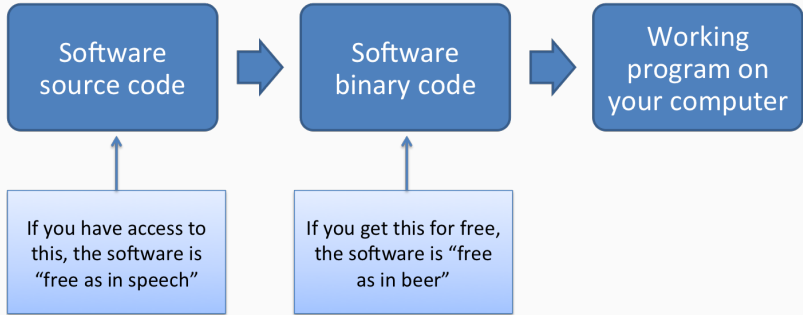 Software
source code
Software
binary code
Working
program on
your computer
If you have access to
this, the software is
“free as in speech”
If you get this for free,
the software is “free
as in beer”